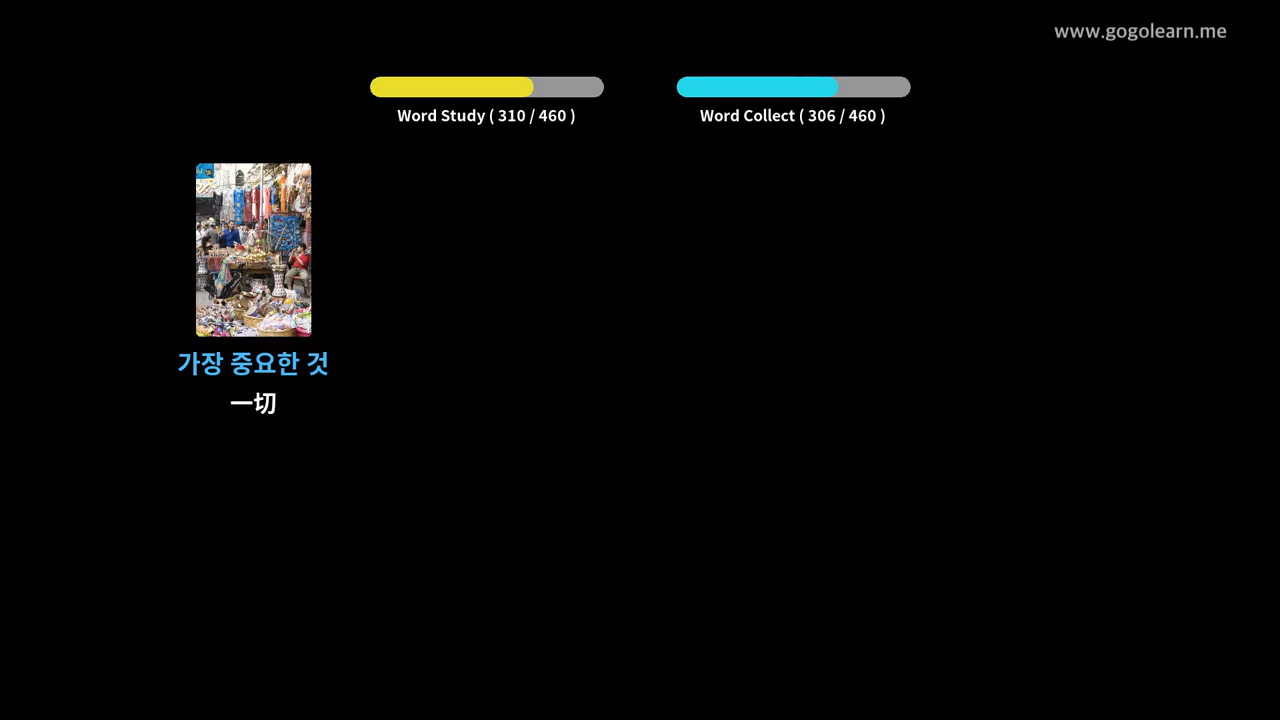 www.gogolearn.me
Word Study ( 310 / 460 )
Word Collect ( 306 / 460 )
가장 중요한 것
一切